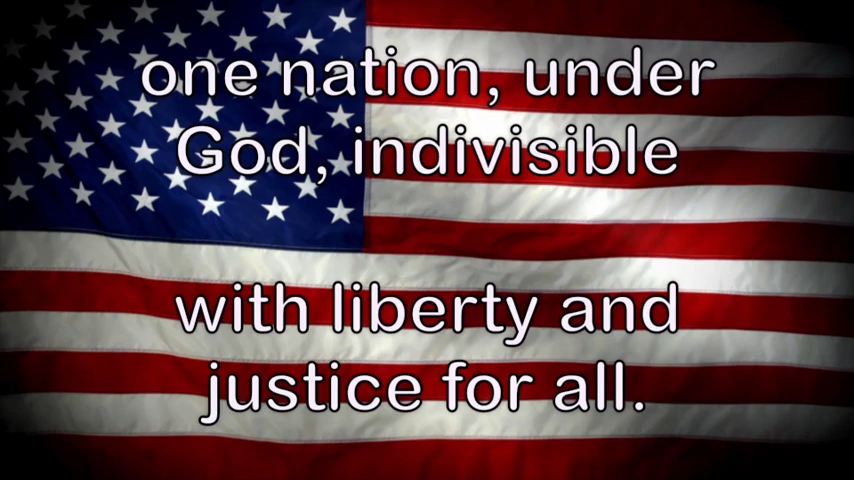 one nation, under
God, indivisible
with liberty and
justice for all.